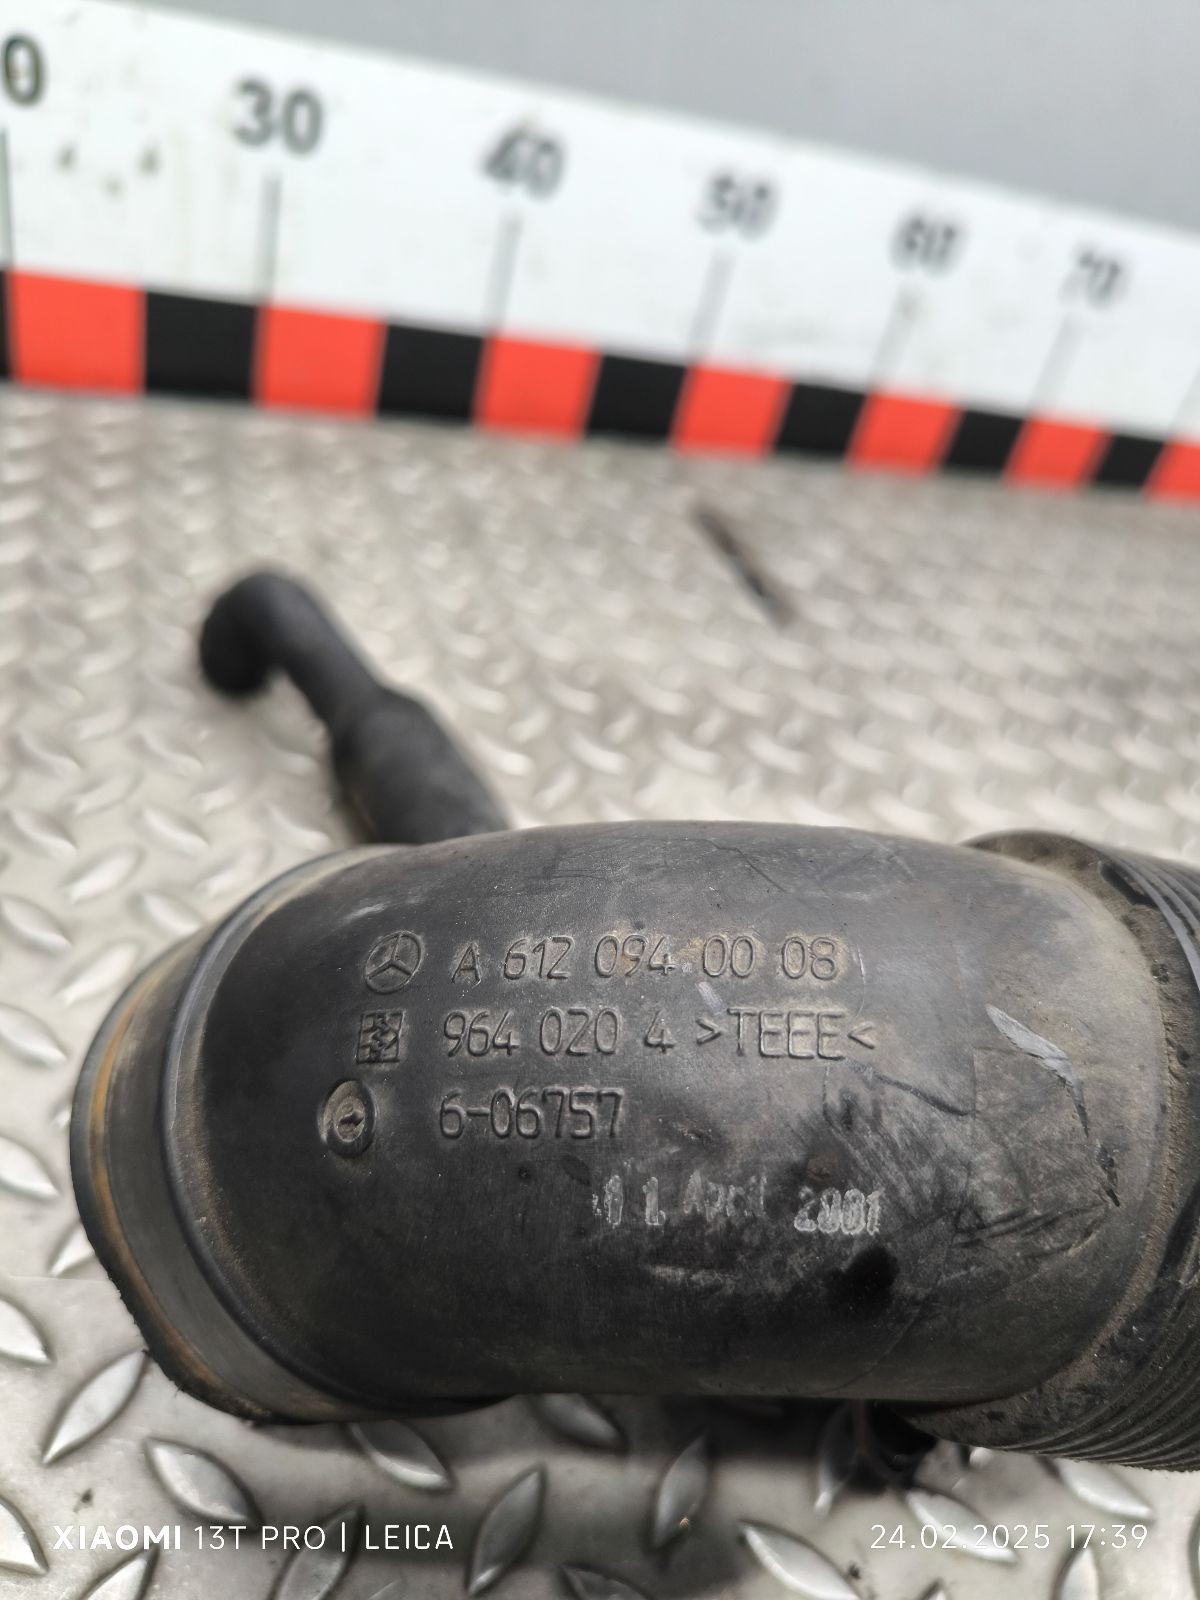 0 30 40 50 60 70
A 612 094 00 08
964 020 4 >TEEE<
6-06757
April 2001
XIAOMI 13T PRO | LEICA
24.02.2025 17:39